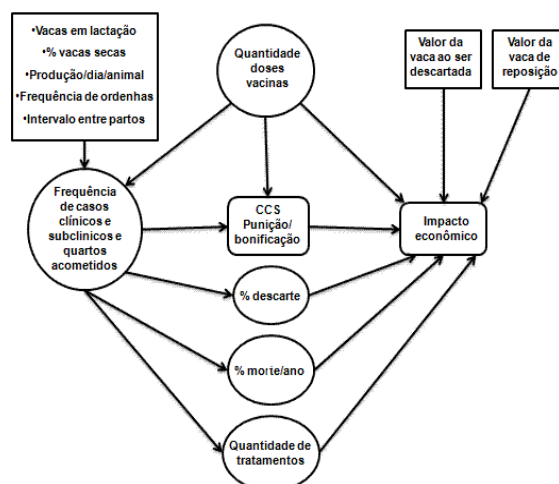 •Vacas em lactação
•% vacas secas
•Produção/dia/animal
•Frequência de ordenhas
•Intervalo entre partos
Quantidade
doses
vacinas
Valor da
vaca ao ser
descartada
Valor da
vaca de
reposição
Frequência
de casos
clínicos e
subclinicos e
quartos
acometidos
CCS
Punição/
bonificação
Impacto
econômico
% descarte
% morte/ano
Quantidade de
tratamentos